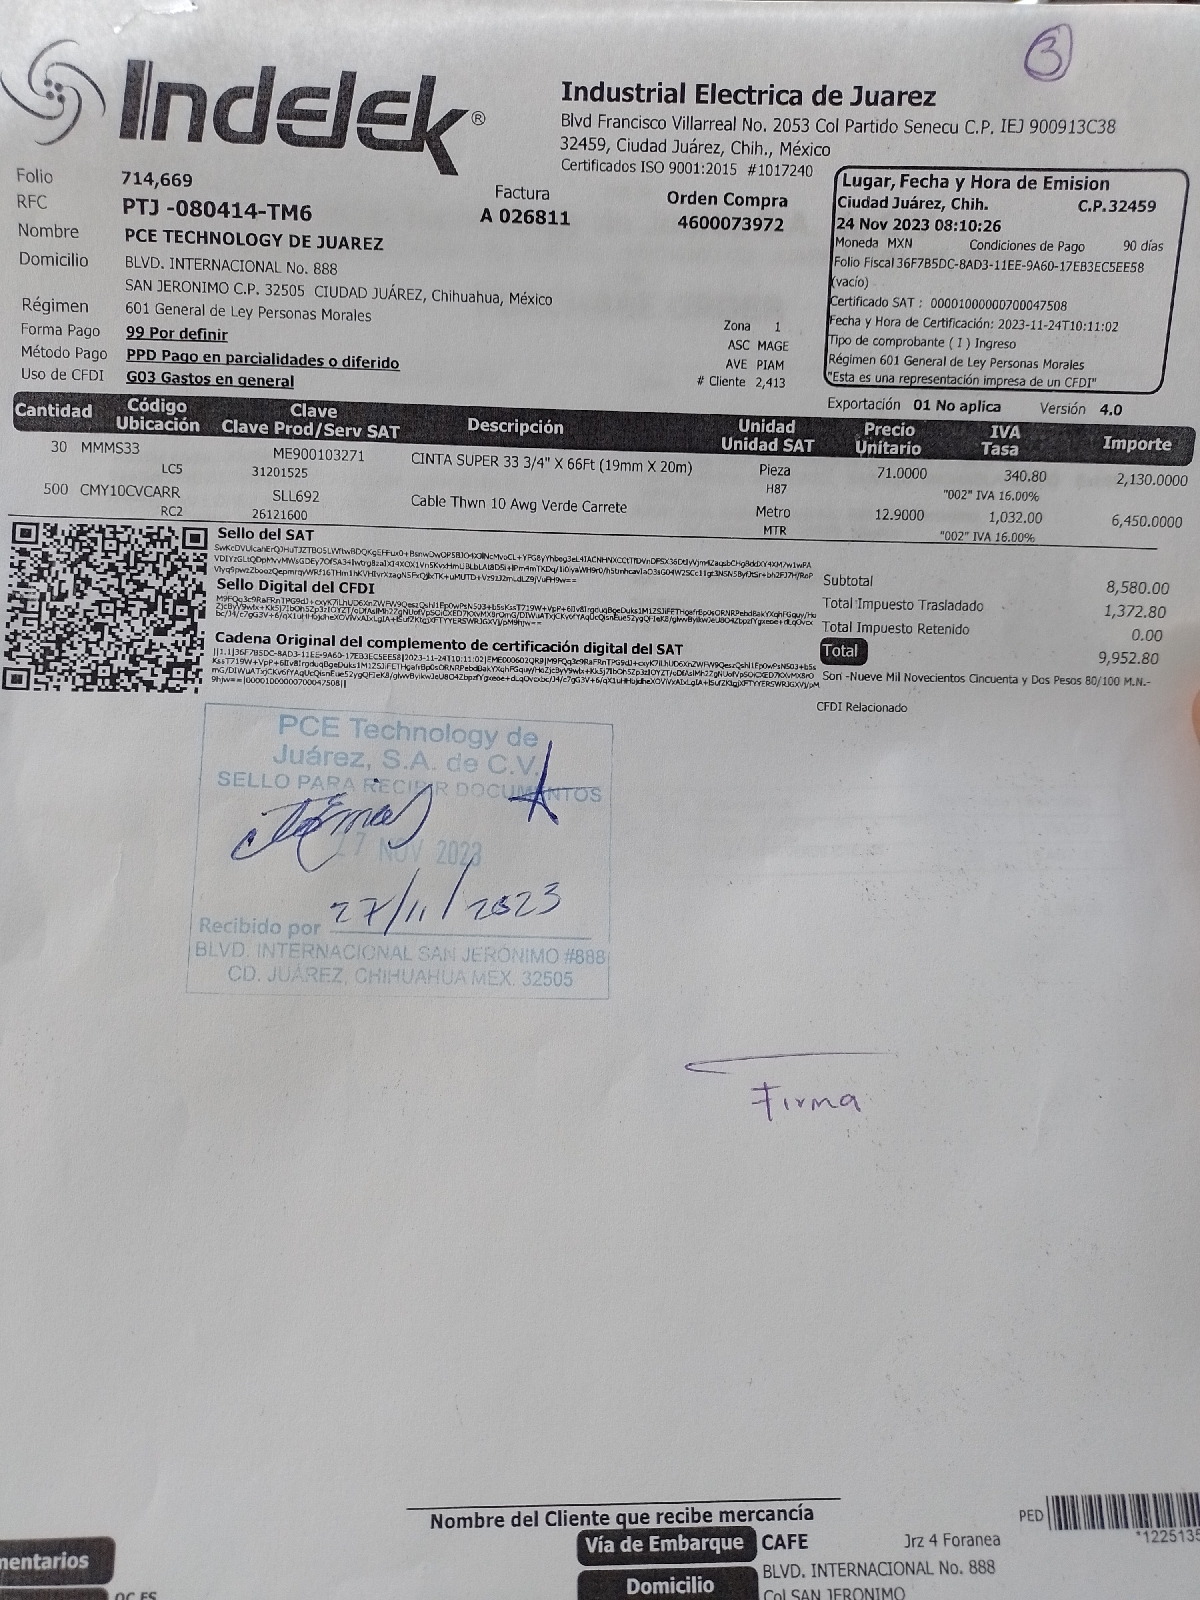 3
Indelek®
Industrial Electrica de Juarez
Blvd Francisco Villarreal No. 2053 Col Partido Senecu C.P. IEJ 900913C38
32459, Ciudad Juárez, Chih., México
Certificados ISO 9001:2015 #1017240
Folio 714,669
RFC PTJ -080414-TM6
Nombre PCE TECHNOLOGY DE JUAREZ
Domicilio BLVD. INTERNACIONAL No. 888
SAN JERONIMO C.P. 32505 CIUDAD JUÁREZ, Chihuahua, México
Régimen 601 General de Ley Personas Morales
Forma Pago 99 Por definir
Método Pago PPD Pago en parcialidades o diferido
Uso de CFDI G03 Gastos en general
Factura
A 026811
Orden Compra
4600073972
Zona 1
ASC MAGE
AVE PIAM
# Cliente 2,413
Lugar, Fecha y Hora de Emision
Ciudad Juárez, Chih. C.P.32459
24 Nov 2023 08:10:26
Moneda MXN Condiciones de Pago 90 días
Folio Fiscal 36F7B5DC-8AD3-11EE-9A60-17EB3EC5EE58
(vacio)
Certificado SAT : 00001000000700047508
Fecha y Hora de Certificación: 2023-11-24T10:11:02
Tipo de comprobante ( I ) Ingreso
Régimen 601 General de Ley Personas Morales
"Esta es una representación impresa de un CFDI"
Exportación 01 No aplica Versión 4.0
Cantidad Código Ubicación Clave Clave Prod/Serv SAT Descripción Unidad Unidad SAT Precio Unitario IVA Tasa Importe
30 MMMS33 ME900103271 CINTA SUPER 33 3/4" X 66Ft (19mm X 20m) Pieza 71.0000 340.80 2,130.0000
LC5 31201525 H87 "002" IVA 16.00%
500 CMY10CVCARR SLL692 Cable Thwn 10 Awg Verde Carrete Metro 12.9000 1,032.00 6,450.0000
RC2 26121600 MTR "002" IVA 16.00%
Sello del SAT
Sello Digital del CFDI
Cadena Original del complemento de certificación digital del SAT
Subtotal 8,580.00
Total Impuesto Trasladado 1,372.80
Total Impuesto Retenido 0.00
Total 9,952.80
Son -Nueve Mil Novecientos Cincuenta y Dos Pesos 80/100 M.N.-
CFDI Relacionado
PCE Technology de
Juárez, S.A. de C.V.
SELLO PARA RECIBIR DOCUMENTOS
27 NOV 2023
27/11/2023
Recibido por
BLVD. INTERNACIONAL SAN JERONIMO #888
CD. JUÁREZ, CHIHUAHUA MEX. 32505
Firma
Nombre del Cliente que recibe mercancía
Vía de Embarque CAFE Jrz 4 Foranea
Domicilio BLVD. INTERNACIONAL No. 888
Col SAN JERONIMO
PED
*1225135
mentarios